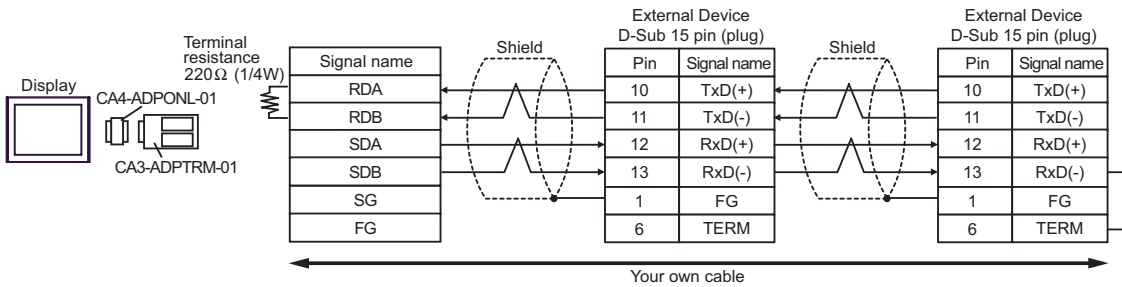 External Device
D-Sub 15 pin (plug)
External Device
D-Sub 15 pin (plug)
Terminal
resistance
220Ω (1/4W)
Shield
Shield
Display
CA4-ADPONL-01
CA3-ADPTRM-01
Signal name
RDA
RDB
SDA
SDB
SG
FG
Pin Signal name
10 TxD(+)
11 TxD(-)
12 RxD(+)
13 RxD(-)
1 FG
6 TERM
Pin Signal name
10 TxD(+)
11 TxD(-)
12 RxD(+)
13 RxD(-)
1 FG
6 TERM
Your own cable